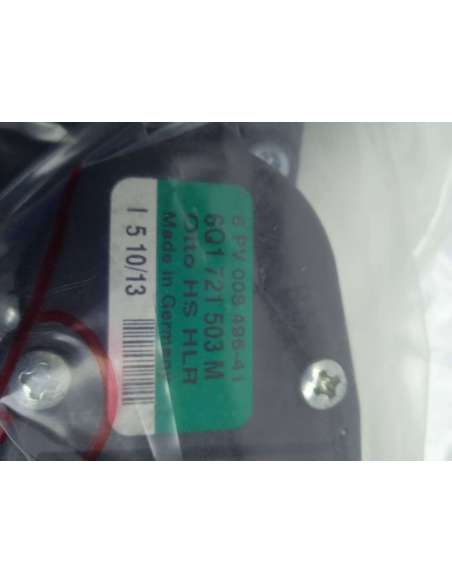 6 PV 008 496-41
6Q1 721 503 M
Otto HS HLR
Made in Germany
I 5 10/13